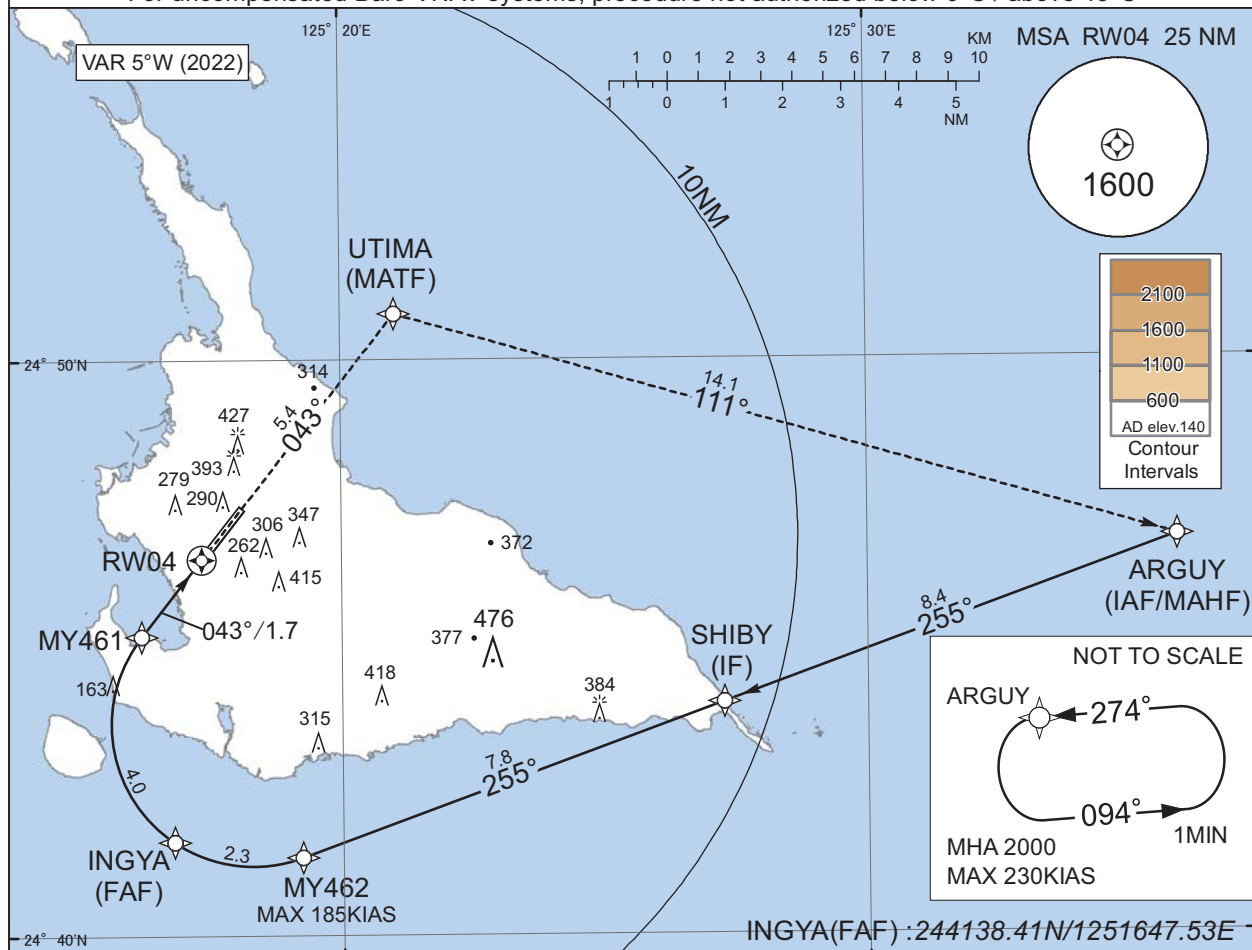 125° 20'E
125° 30'E
VAR 5°W (2022)
KM
1 0 1 2 3 4 5 6 7 8 9 10
1 0 1 2 3 4 5
NM
MSA RW04 25 NM
1600
10NM
UTIMA
(MATF)
2100
1600
1100
600
AD elev.140
Contour
Intervals
24° 50'N
314
14.1
111°
427
5.4
043°
393
279
290
306
347
262
415
RW04
372
ARGUY
(IAF/MAHF)
8.4
255°
MY461
043°/1.7
476
377
SHIBY
(IF)
163
418
384
315
7.8
255°
4.0
NOT TO SCALE
ARGUY
274°
094°
1MIN
MHA 2000
MAX 230KIAS
INGYA
(FAF)
2.3
MY462
MAX 185KIAS
INGYA(FAF) :244138.41N/1251647.53E
24° 40'N